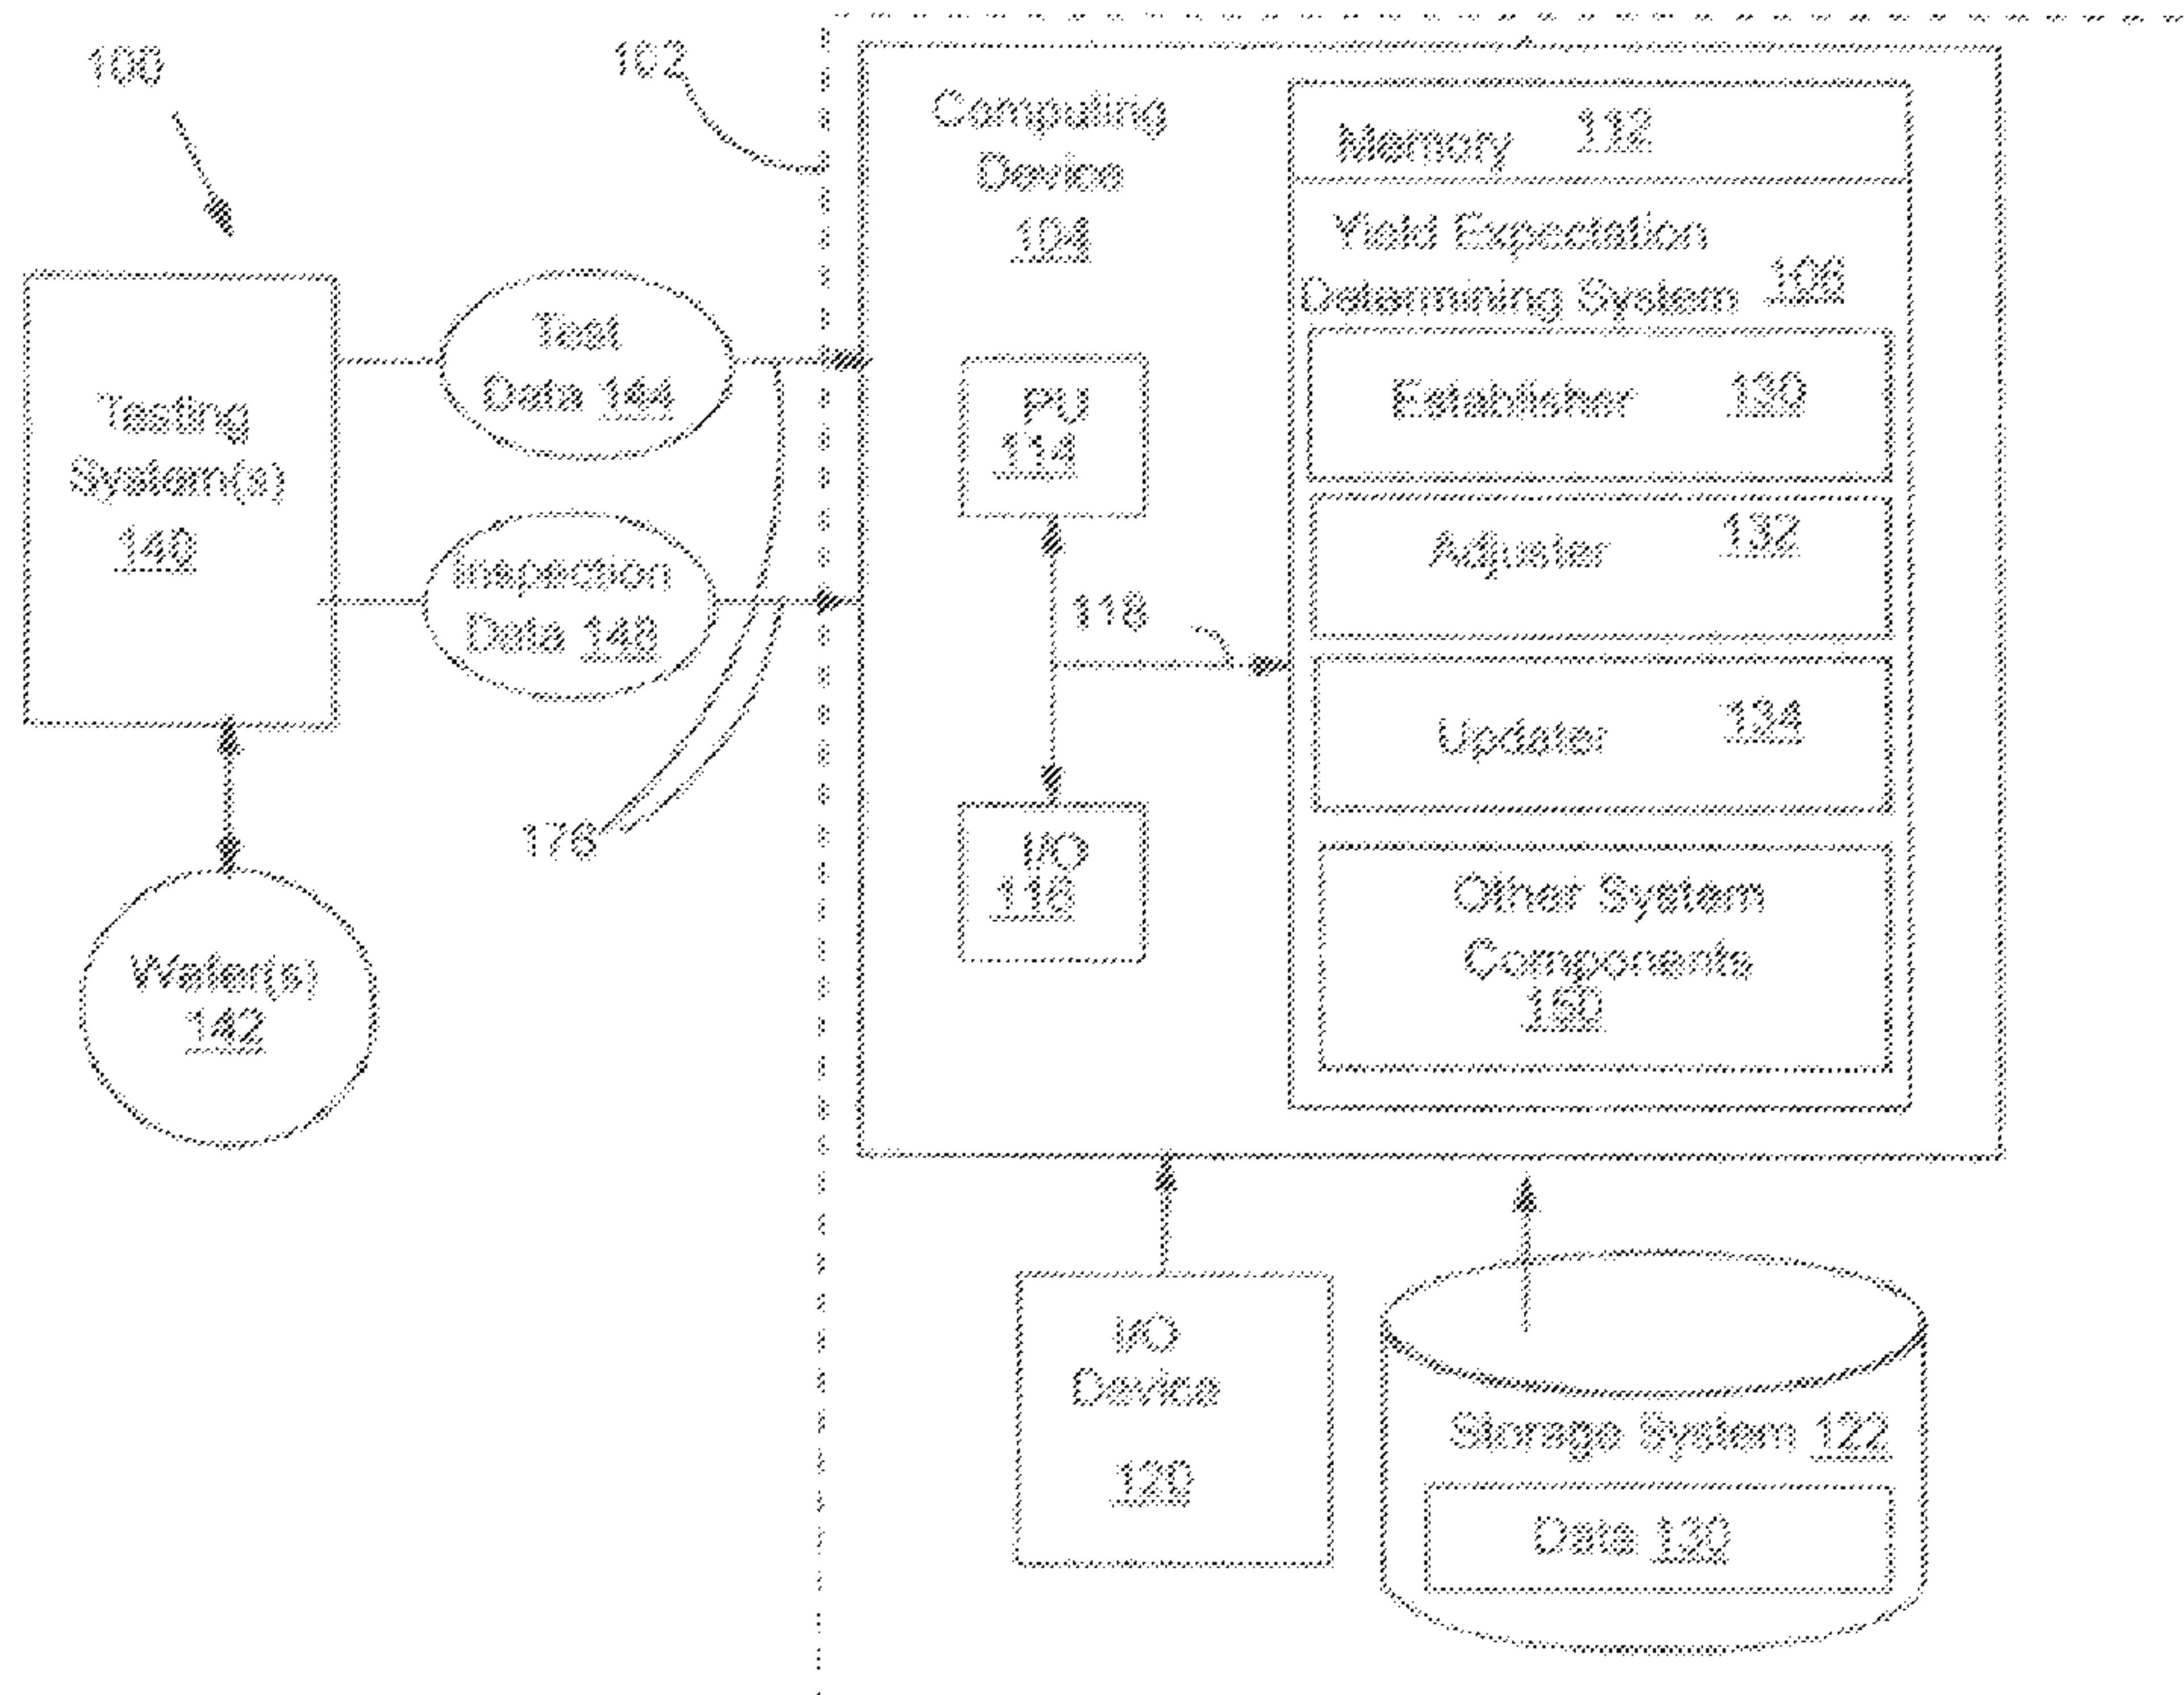 100
102
Computing
Device
104
Memory 112
Yield Expectation
Determining System 106
Establisher 130
Adjuster 132
Updater 134
Other System
Components
150
PU
114
118
I/O
116
Testing
System(s)
140
Test
Data 144
Inspection
Data 148
176
Wafer(s)
142
I/O
Device
120
Storage System 122
Data